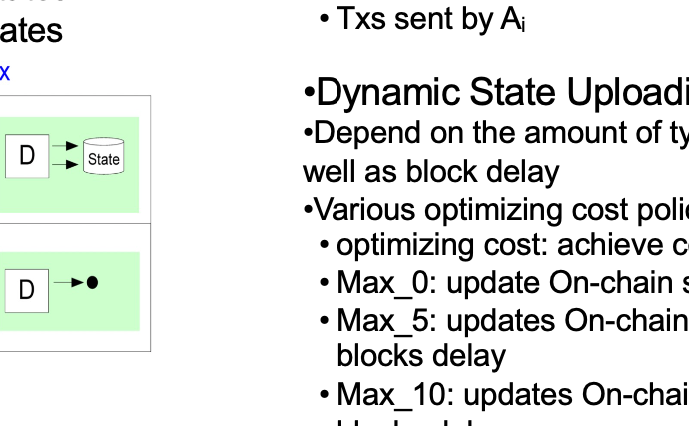 ates
x
D
State
D
• Txs sent by Ai
•Dynamic State Uploadi
•Depend on the amount of ty
well as block delay
•Various optimizing cost polic
• optimizing cost: achieve c
• Max_0: update On-chain s
• Max_5: updates On-chain
blocks delay
• Max_10: updates On-chai